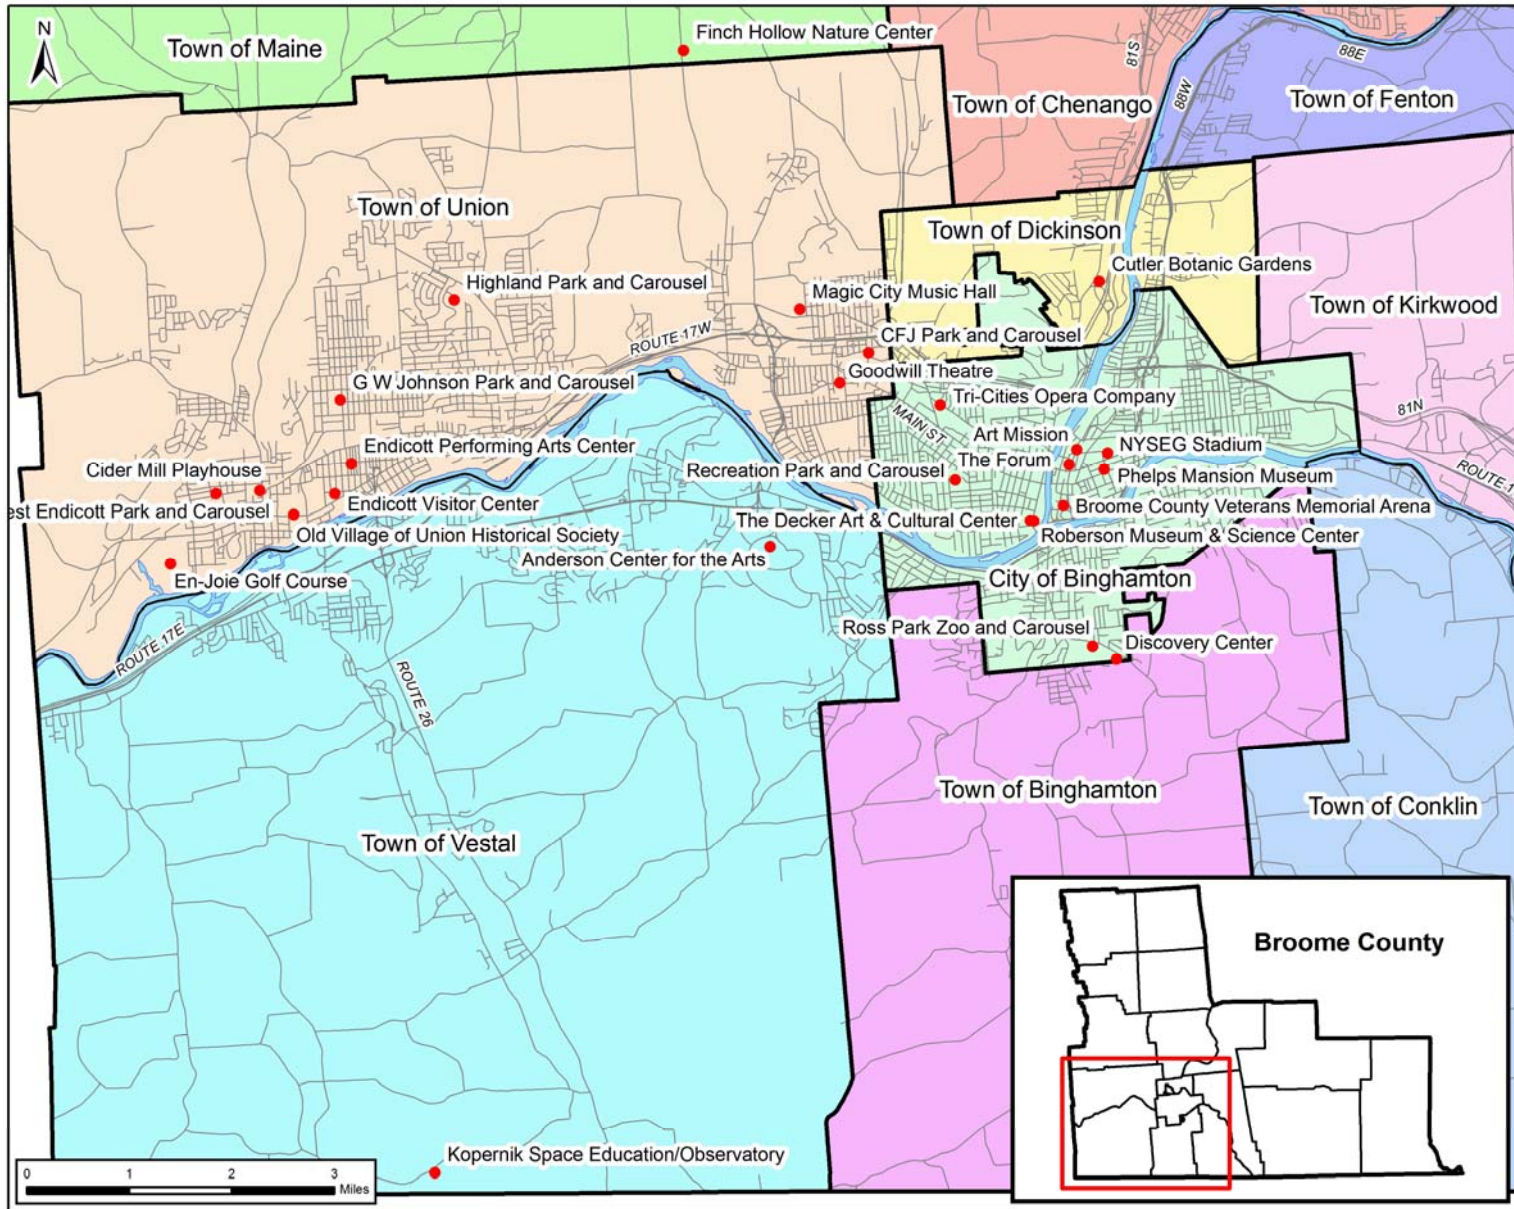 Finch Hollow Nature Center
N
Town of Maine
81S
88E
88W
Town of Chenango
Town of Fenton
Town of Union
Town of Dickinson
Cutler Botanic Gardens
Highland Park and Carousel
Magic City Music Hall
Town of Kirkwood
ROUTE 17W
CFJ Park and Carousel
Goodwill Theatre
G W Johnson Park and Carousel
Tri-Cities Opera Company
MAIN ST
81N
Art Mission
NYSEG Stadium
Endicott Performing Arts Center
The Forum
Cider Mill Playhouse
Recreation Park and Carousel
Phelps Mansion Museum
ROUTE-1
Endicott Visitor Center
est Endicott Park and Carousel
Broome County Veterans Memorial Arena
The Decker Art & Cultural Center
Old Village of Union Historical Society
Roberson Museum & Science Center
Anderson Center for the Arts
En-Joie Golf Course
City of Binghamton
Ross Park Zoo and Carousel
Discovery Center
ROUTE 17E
ROUTE 26
Town of Binghamton
Town of Conklin
Town of Vestal
Broome County
Kopernik Space Education/Observatory
0 1 2 3
Miles